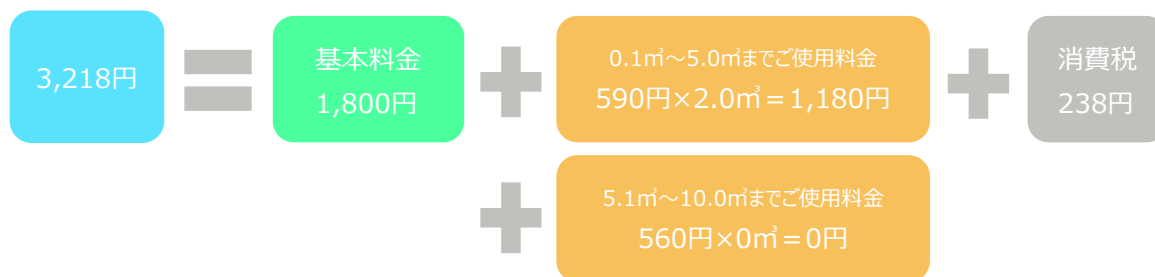 3,218円
基本料金
1,800円
0.1㎥～5.0㎥までご使用料金
590円×2.0㎥＝1,180円
消費税
238円
5.1㎥～10.0㎥までご使用料金
560円×0㎥＝0円